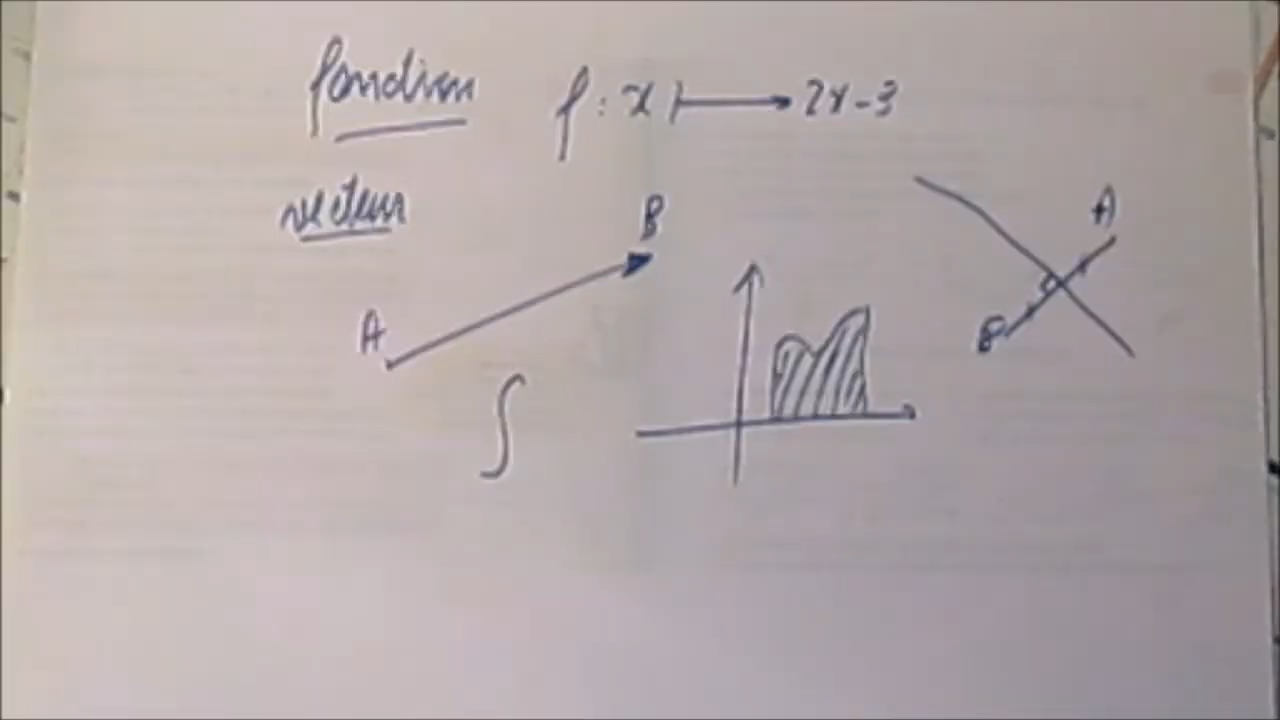 fonction f : x ⟼ 2x-3
vecteur
B
A
A
B
∫